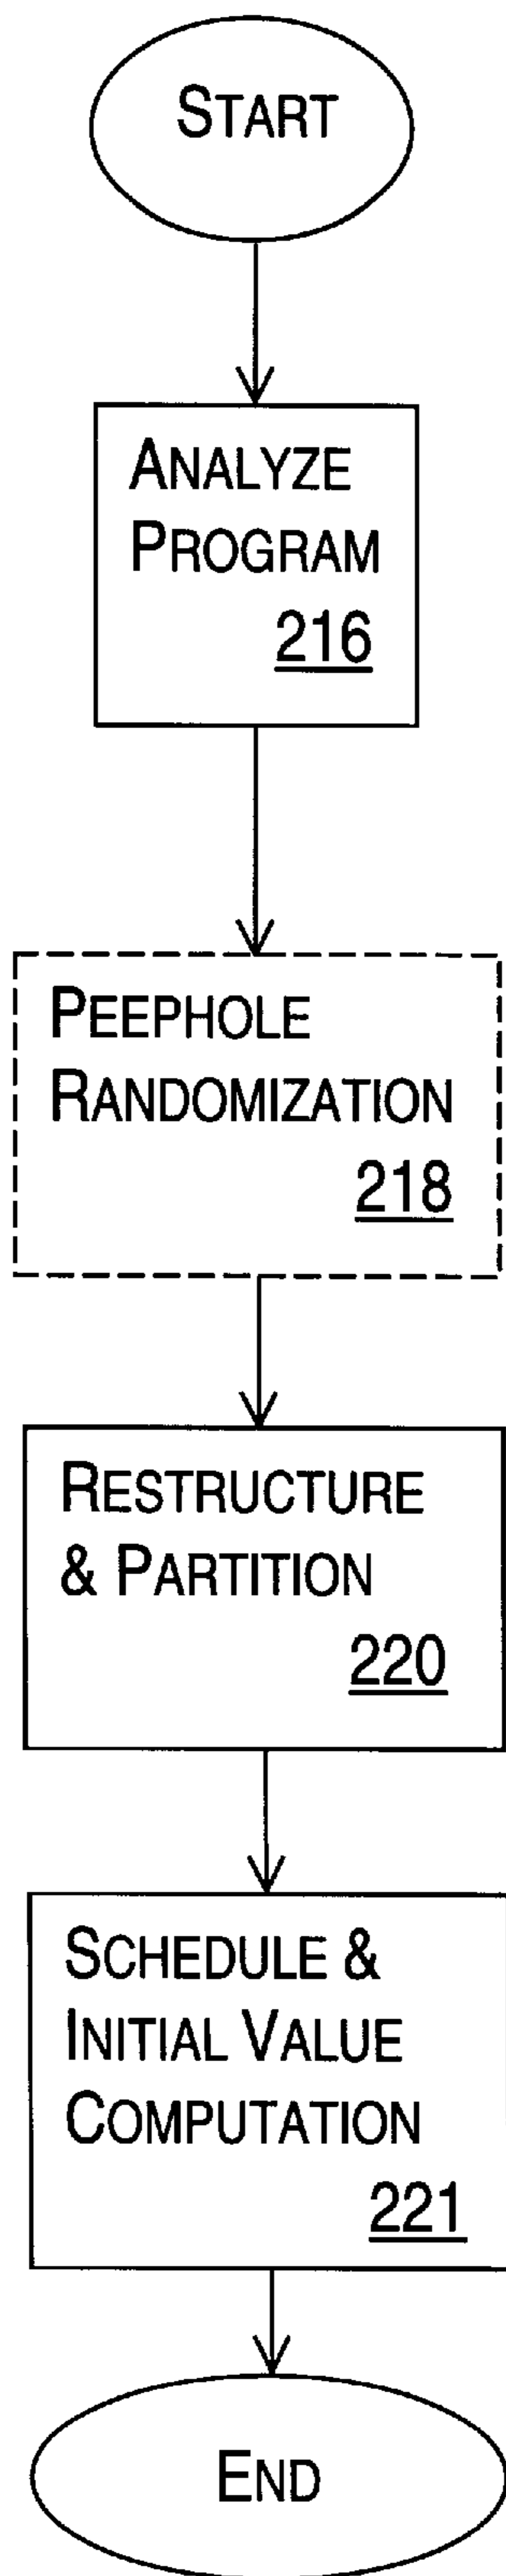 START
ANALYZE
PROGRAM
216
PEEPHOLE
RANDOMIZATION
218
RESTRUCTURE
& PARTITION
220
SCHEDULE &
INITIAL VALUE
COMPUTATION
221
END